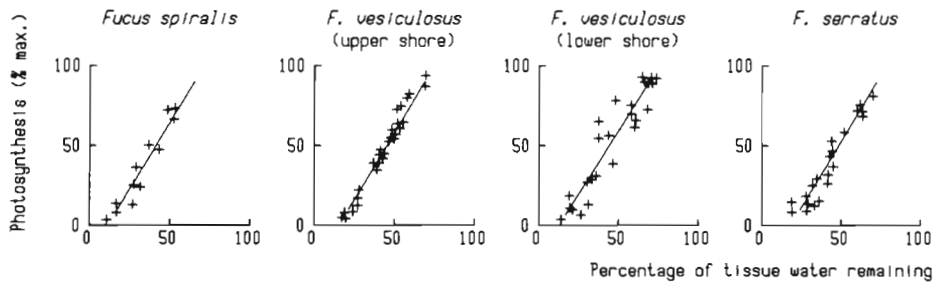 Fucus spiralis F. vesiculosus F. vesiculosus F. serratus
(upper shore) (lower shore)
Photosynthesis (% max.)
100 100 100 100
50 50 50 50
0 0 0 0
0 50 100 0 50 100 0 50 100 0 50 100
Percentage of tissue water remaining